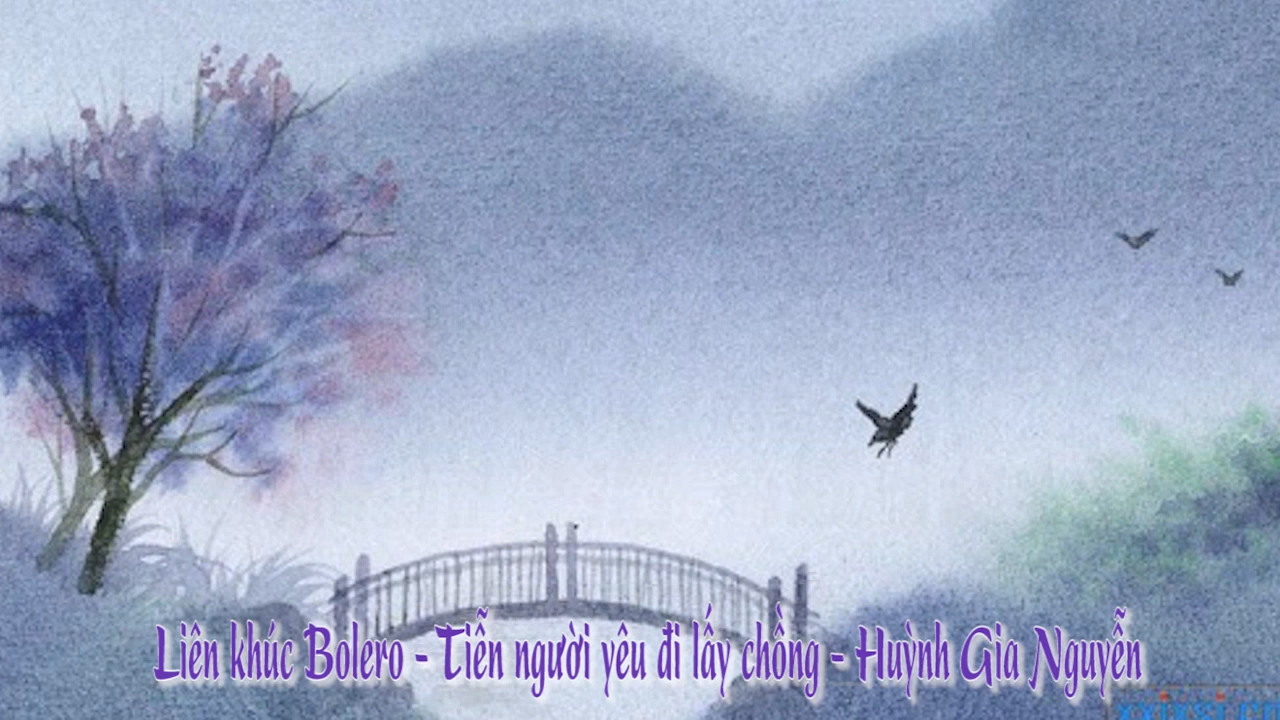 Liên khúc Bolero - Tiễn người yêu đi lấy chồng - Huỳnh Gia Nguyễn